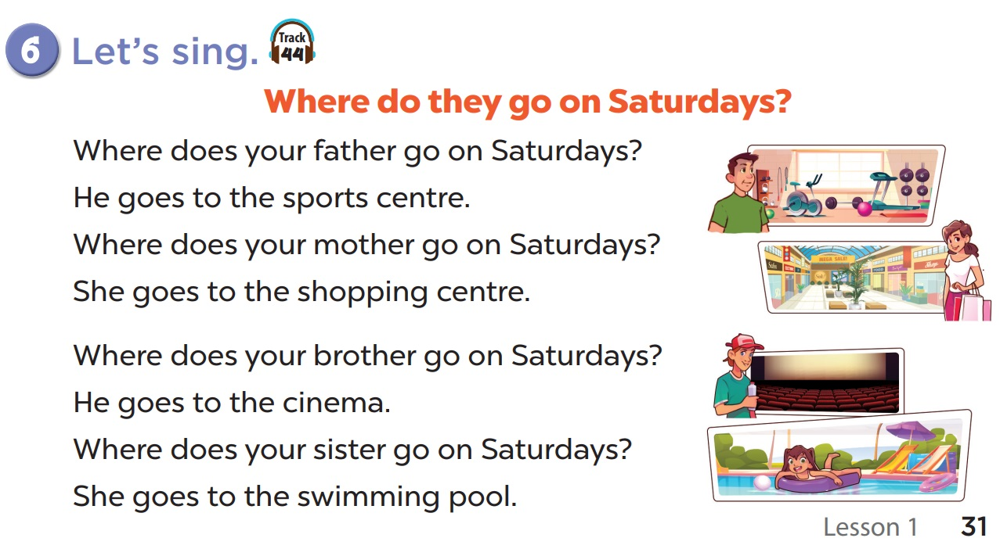 6 Let's sing. Track 44
Where do they go on Saturdays?
Where does your father go on Saturdays?
He goes to the sports centre.
Where does your mother go on Saturdays?
She goes to the shopping centre.
MEGA SALE!
Shop
Where does your brother go on Saturdays?
He goes to the cinema.
Where does your sister go on Saturdays?
She goes to the swimming pool.
Lesson 1 31